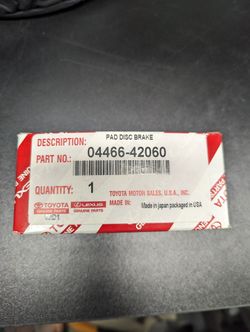 DESCRIPTION: PAD DISC BRAKE
PART NO.: 04466-42060
QUANTITY: 1 TOYOTA MOTOR SALES, U.S.A., INC.
TOYOTA LEXUS MADE IN: Made in japan packaged in USA
GENUINE PARTS GENUINE PARTS